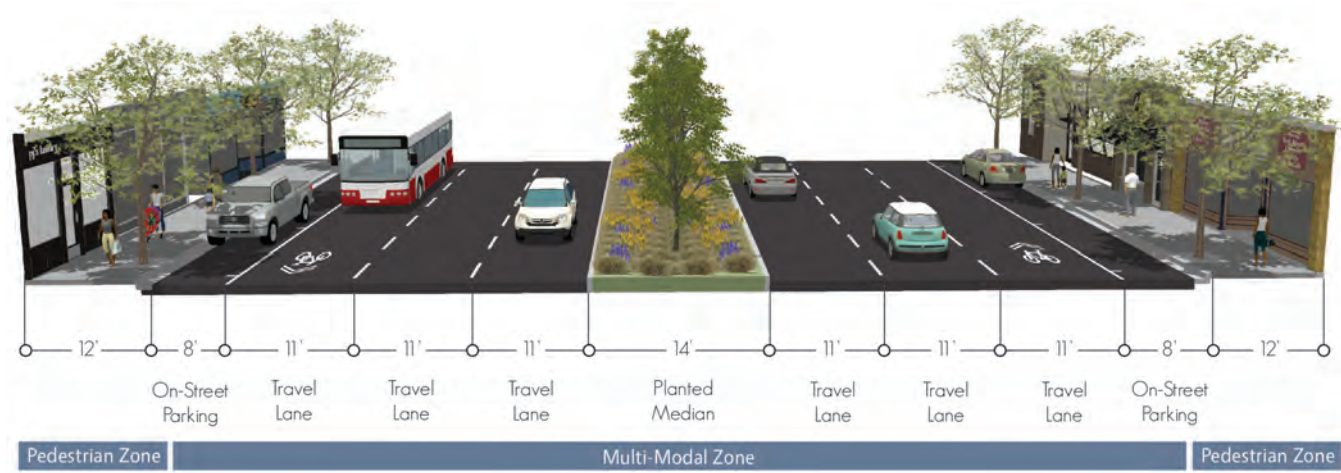 12' 8' 11' 11' 11' 14' 11' 11' 11' 8' 12'
On-Street Parking
Travel Lane
Travel Lane
Travel Lane
Planted Median
Travel Lane
Travel Lane
Travel Lane
On-Street Parking
Pedestrian Zone
Multi-Modal Zone
Pedestrian Zone